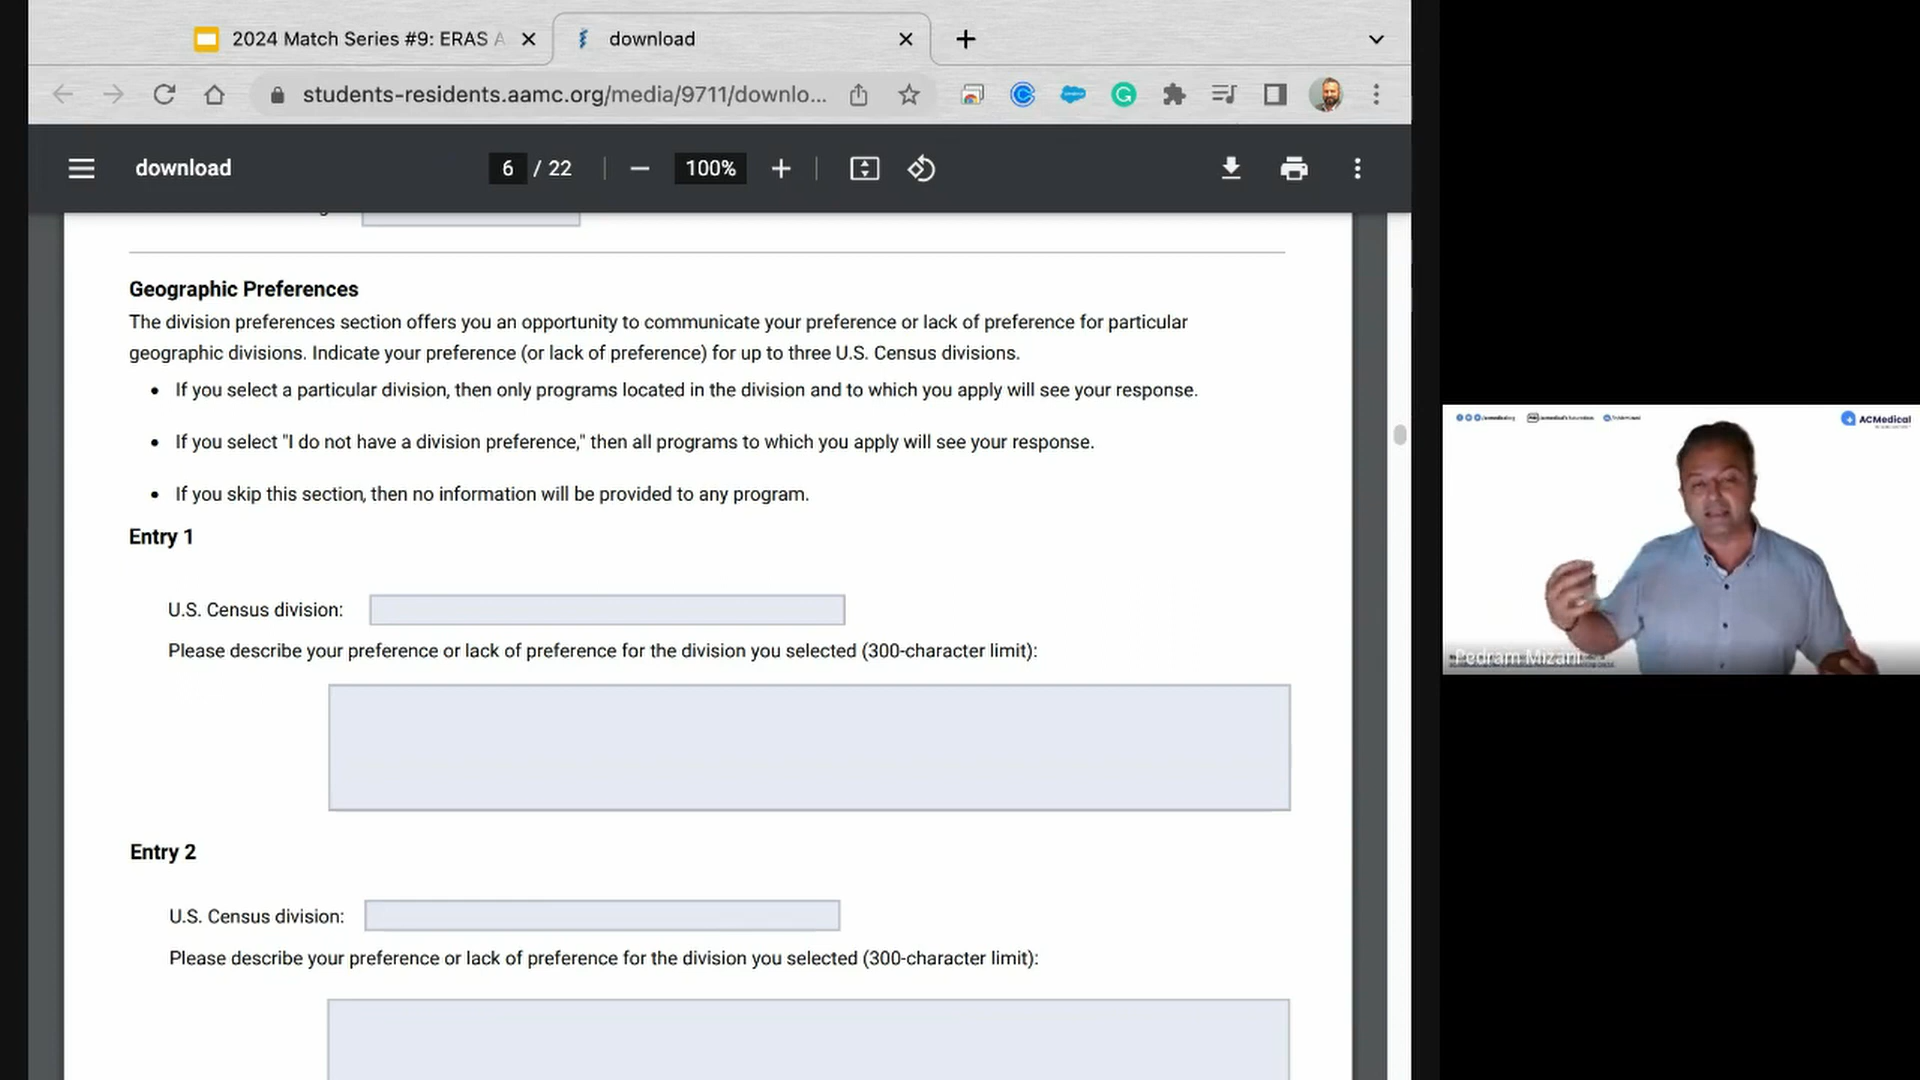 2024 Match Series #9: ERAS A
download
students-residents.aamc.org/media/9711/downlo...
download
6 / 22
100%
Geographic Preferences
The division preferences section offers you an opportunity to communicate your preference or lack of preference for particular
geographic divisions. Indicate your preference (or lack of preference) for up to three U.S. Census divisions.
• If you select a particular division, then only programs located in the division and to which you apply will see your response.
• If you select "I do not have a division preference," then all programs to which you apply will see your response.
• If you skip this section, then no information will be provided to any program.
Entry 1
U.S. Census division:
Please describe your preference or lack of preference for the division you selected (300-character limit):
Entry 2
U.S. Census division:
Please describe your preference or lack of preference for the division you selected (300-character limit):
ACMedical
Pedram Mizani